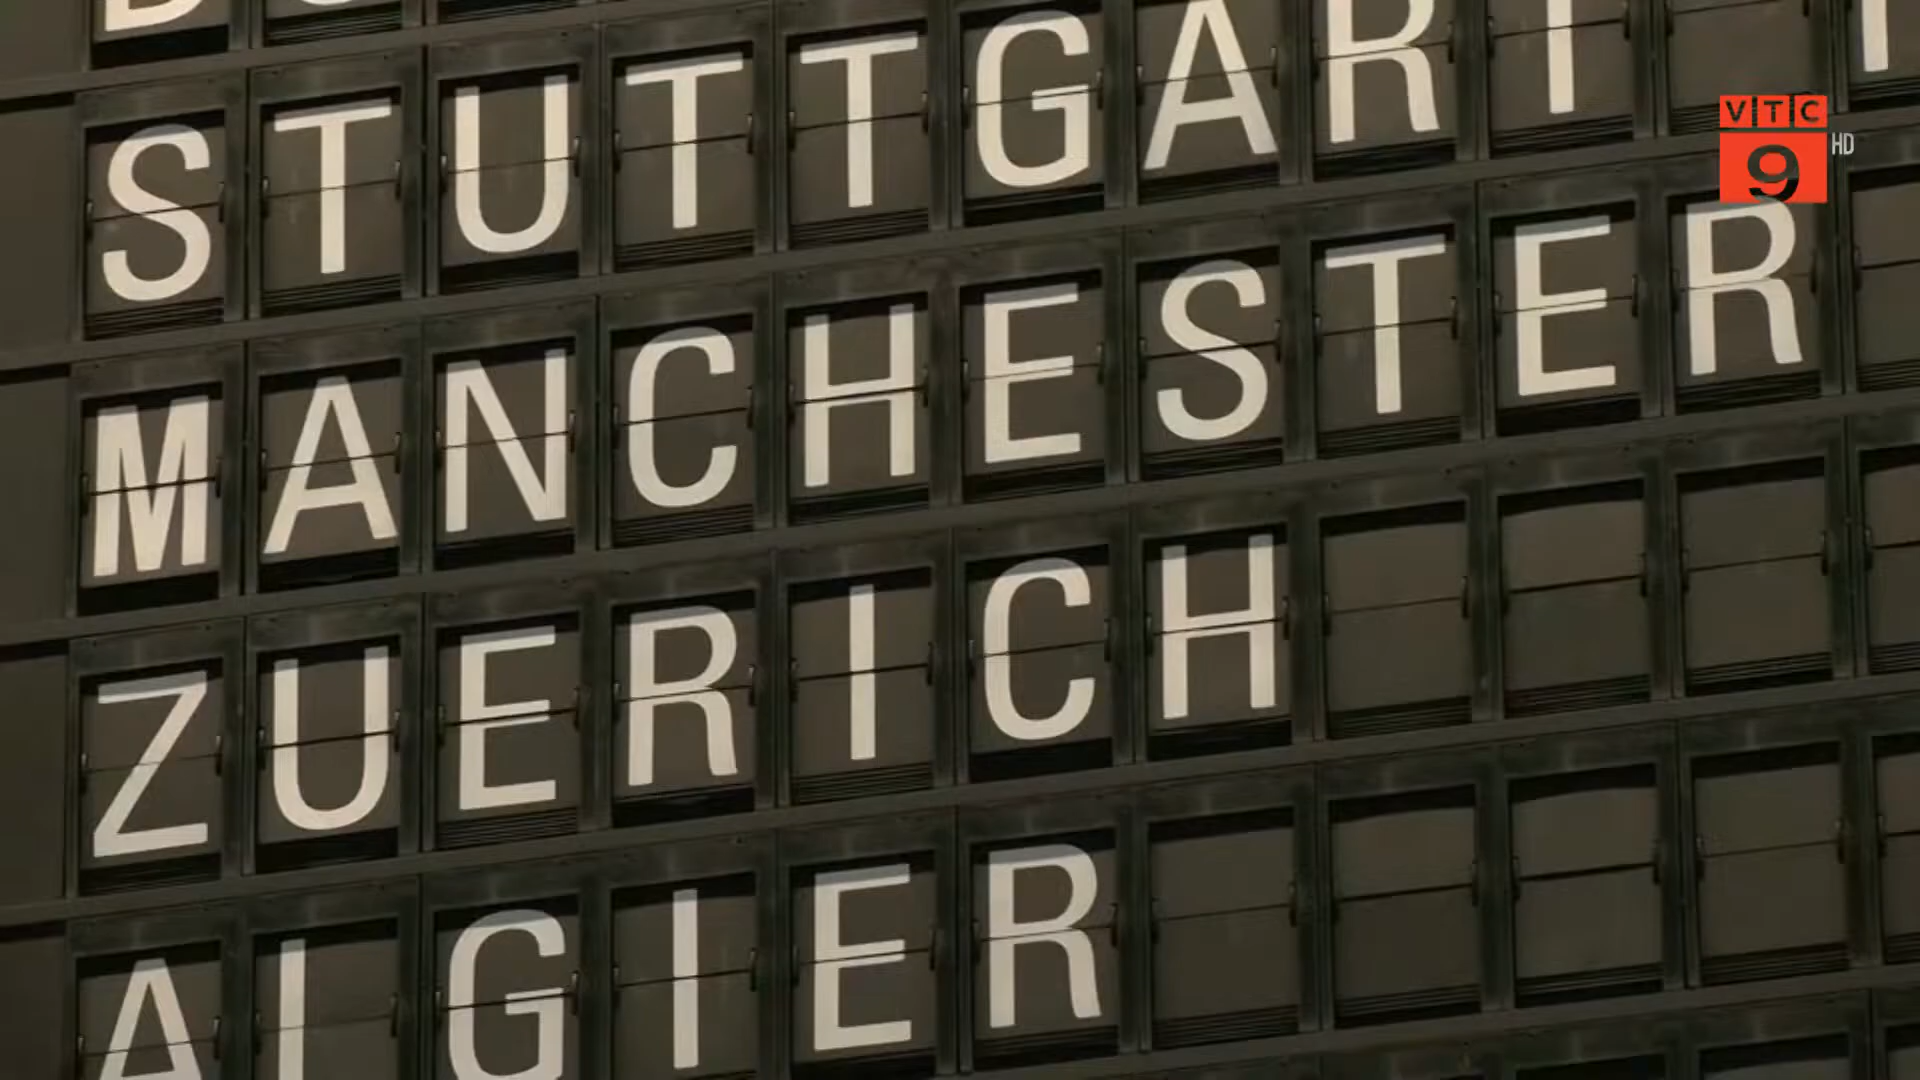 STUTTGART
VTC
9
HD
MANCHESTER
ZUERICH
ALGIER